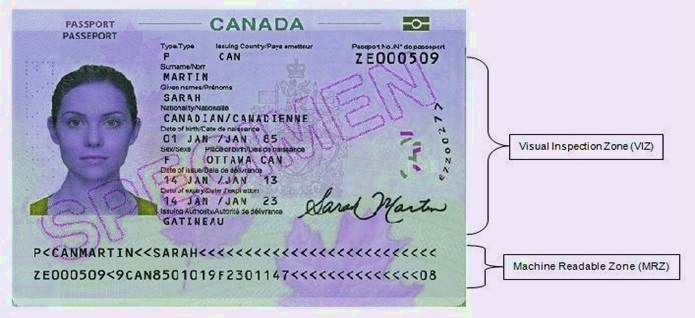 PASSPORT
PASSEPORT
CANADA
Type/Type Issuing Country/Pays émetteur Passport No./N° de passeport
P CAN ZE000509
Surname/Nom
MARTIN
Given names/Prénoms
SARAH
Nationality/Nationalité
CANADIAN/CANADIENNE
Date of birth/Date de naissance
01 JAN /JAN 85
Sex/Sexe Place of birth/Lieu de naissance
F OTTAWA CAN
Date of issue/Date de délivrance
14 JAN /JAN 13
Date of expiry/Date d'expiration
14 JAN /JAN 23
Issuing Authority/Autorité de délivrance
GATINEAU
Sarah Martin
SPECIMEN
P<CANMARTIN<<SARAH<<<<<<<<<<<<<<<<<<<<<<<<<<
ZE000509<9CAN8501019F2301147<<<<<<<<<<<<<<08
Visual Inspection Zone (VIZ)
Machine Readable Zone (MRZ)